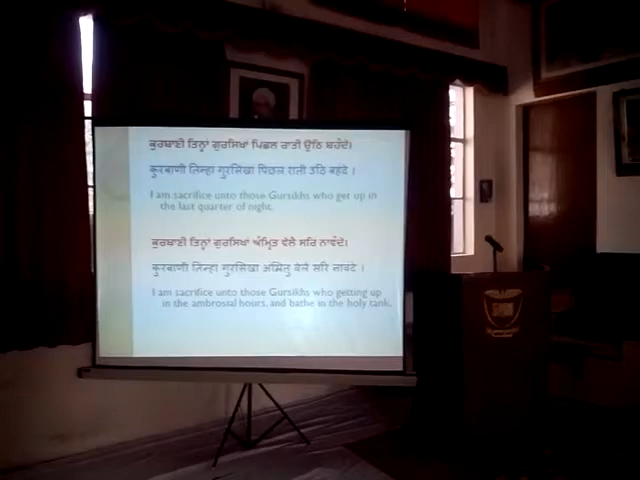 ਕੁਰਬਾਣੀ ਤਿਨ੍ਹਾਂ ਗੁਰਸਿਖਾਂ ਪਿਛਲ ਰਾਤੀ ਉਠਿ ਬਹੰਦੇ।
कुरबाणी तिन्हा गुरसिखा पिछल राती उठि बहंदे ।
I am sacrifice unto those Gursikhs who get up in
the last quarter of night.
ਕੁਰਬਾਣੀ ਤਿਨ੍ਹਾਂ ਗੁਰਸਿਖਾਂ ਅੰਮ੍ਰਿਤ ਵੇਲੈ ਸਰਿ ਨਾਵੰਦੇ।
कुरबाणी तिन्हा गुरसिखा अम्रितु वेलै सरि नावंदे ।
I am sacrifice unto those Gursikhs who getting up
in the ambrosial hours, and bathe in the holy tank.